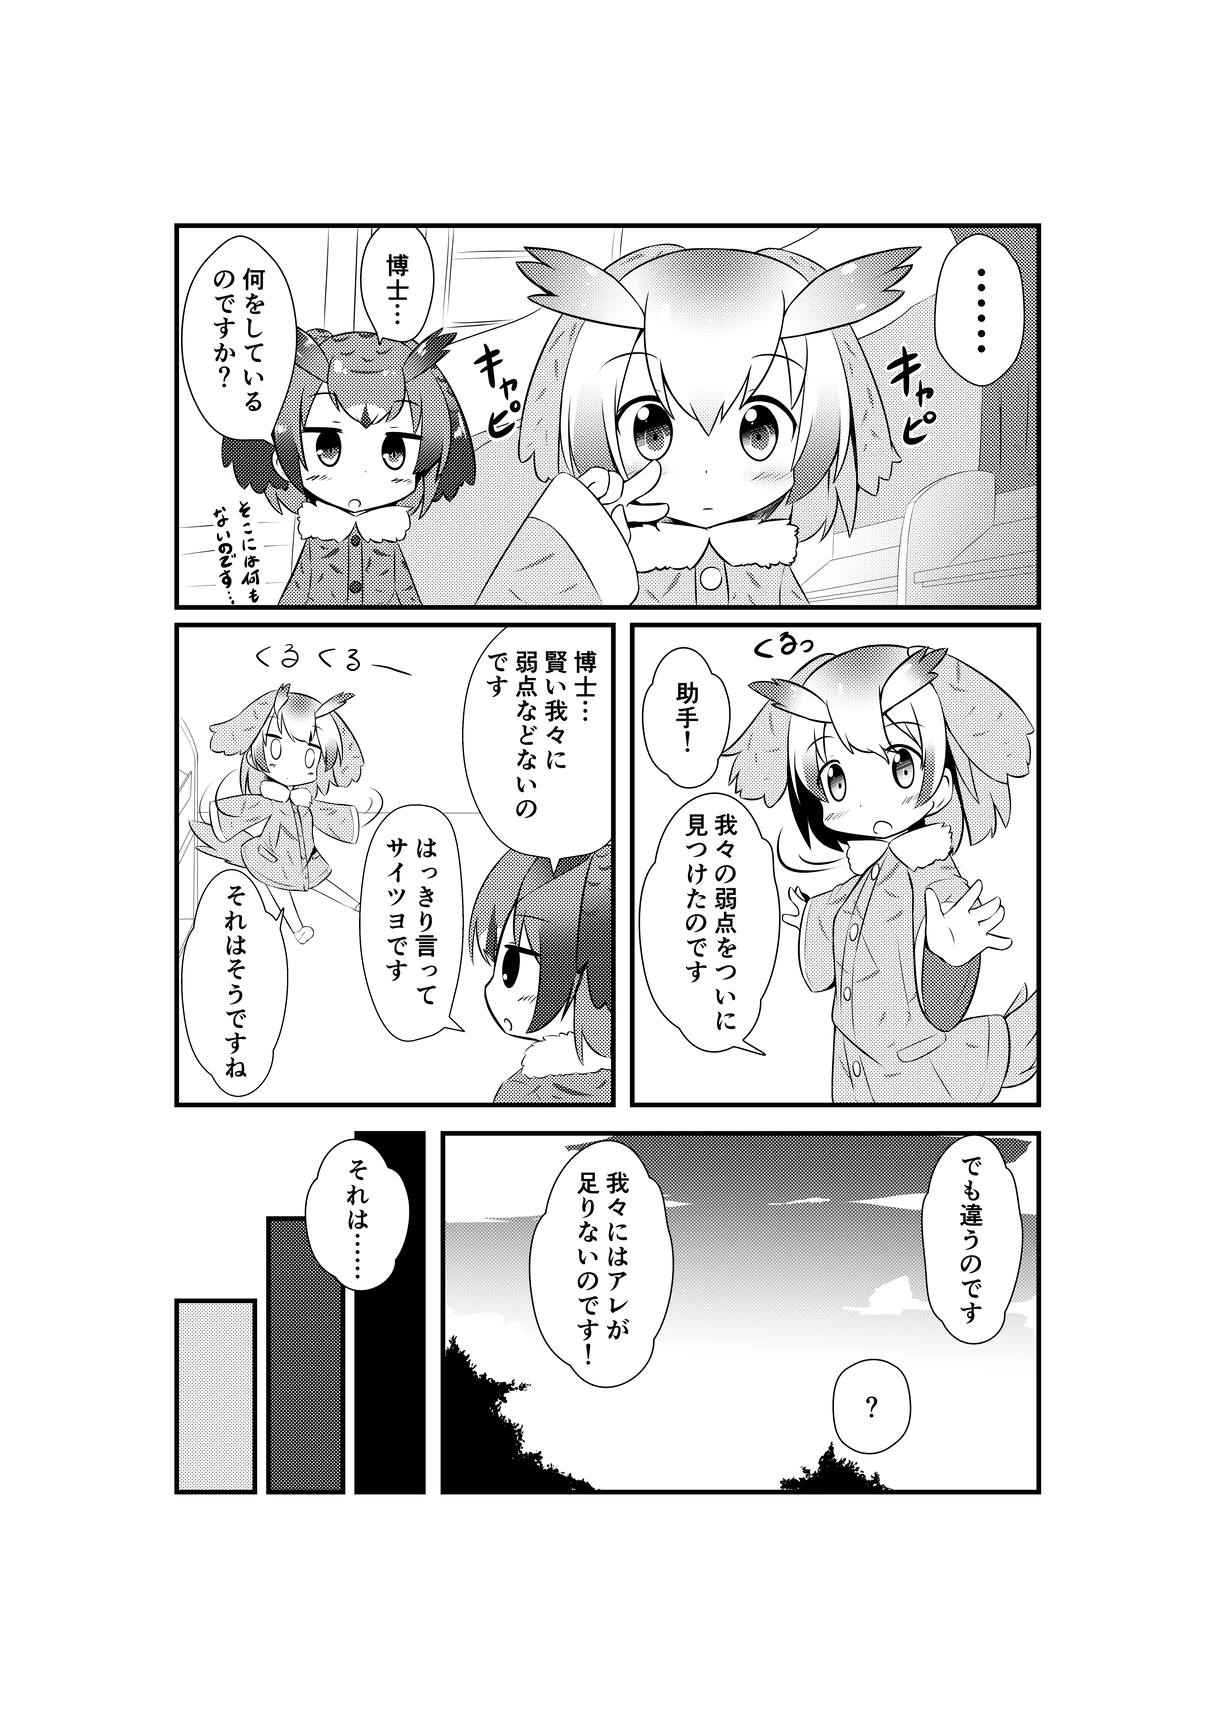 ……
キャピ
キャピ
博士…
何をしている
のですか？
そこには何も
ないのです…
くるっ
助手！
我々の弱点をついに
見つけたのです
博士…
賢い我々に
弱点などないの
です
はっきり言って
サイツヨです
くるくるー
それはそうですね
でも違うのです
？
我々にはアレが
足りないのです！
それは……